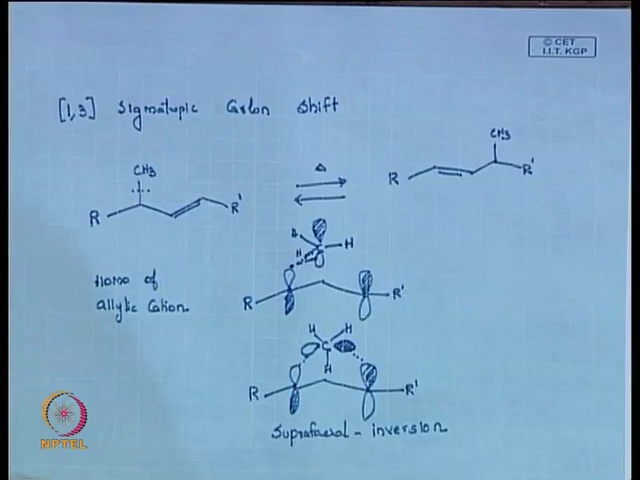 © CET
I.I.T. KGP
[1,3] Sigmatropic Carbon Shift
CH3
R
R'
Δ
CH3
R
R'
Homo of
allylic Cation
H
H
H
C
R
R'
H
H
C
H
R
R'
Suprafacial - inversion
NPTEL